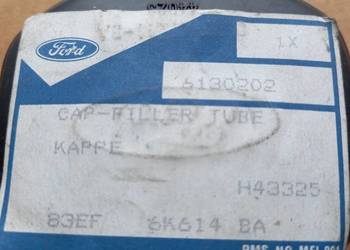 Ford
1X
6130202
CAP-FILLER TUBE
KAPPE
H43325
83EF 6K614 BA